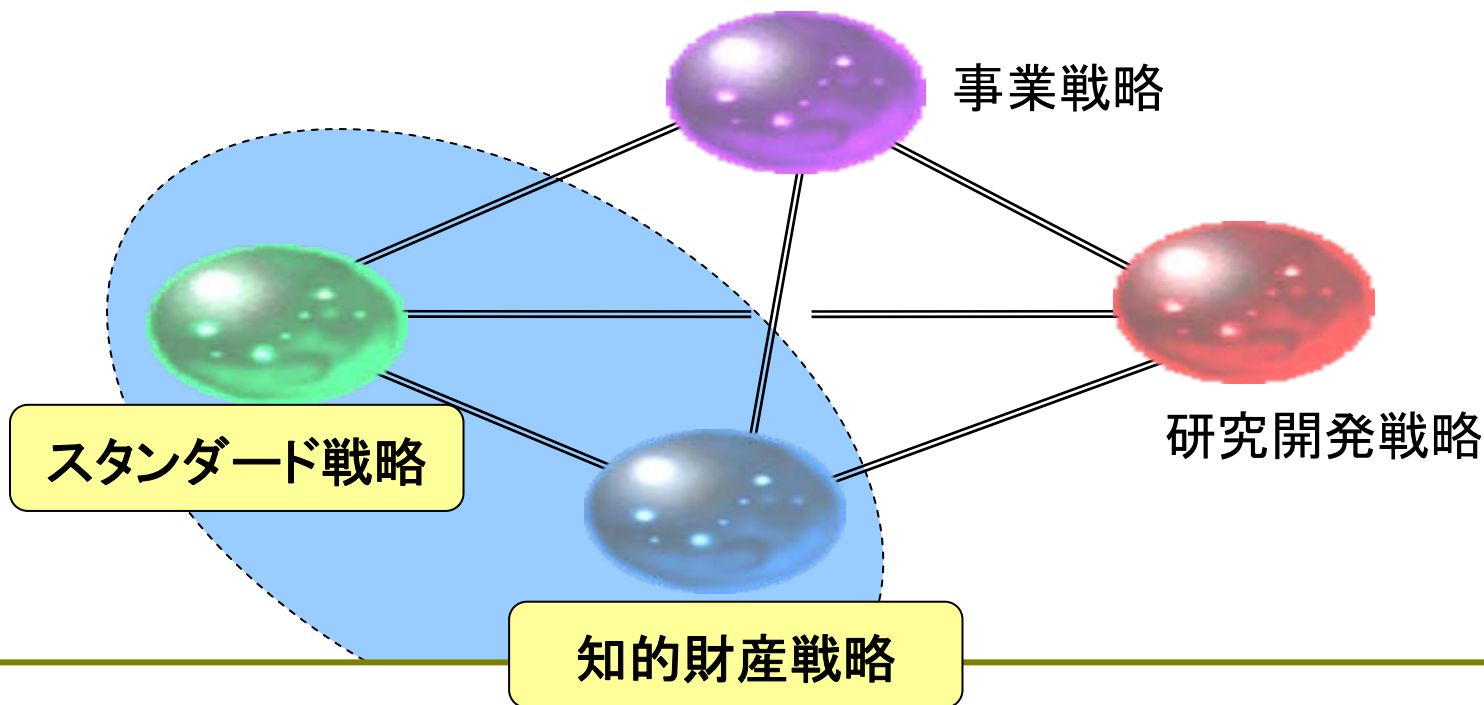 事業戦略
研究開発戦略
スタンダード戦略
知的財産戦略